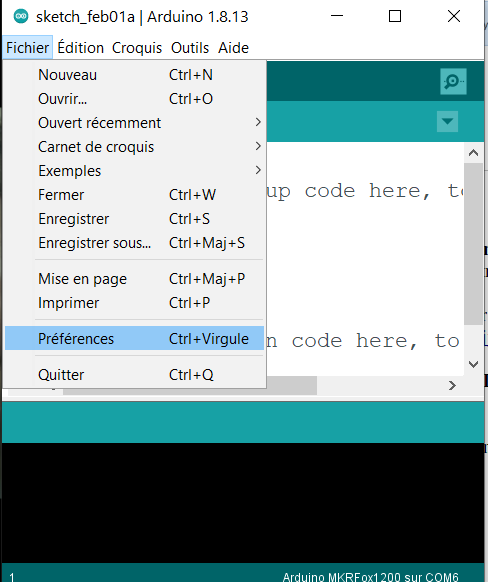 sketch_feb01a | Arduino 1.8.13
Fichier Édition Croquis Outils Aide
Nouveau Ctrl+N
Ouvrir... Ctrl+O
Ouvert récemment
Carnet de croquis
Exemples
Fermer Ctrl+W
up code here, to
Enregistrer Ctrl+S
Enregistrer sous... Ctrl+Maj+S
Mise en page Ctrl+Maj+P
Imprimer Ctrl+P
Préférences Ctrl+Virgule
n code here, to
Quitter Ctrl+Q
1 Arduino MKRFox1200 sur COM6